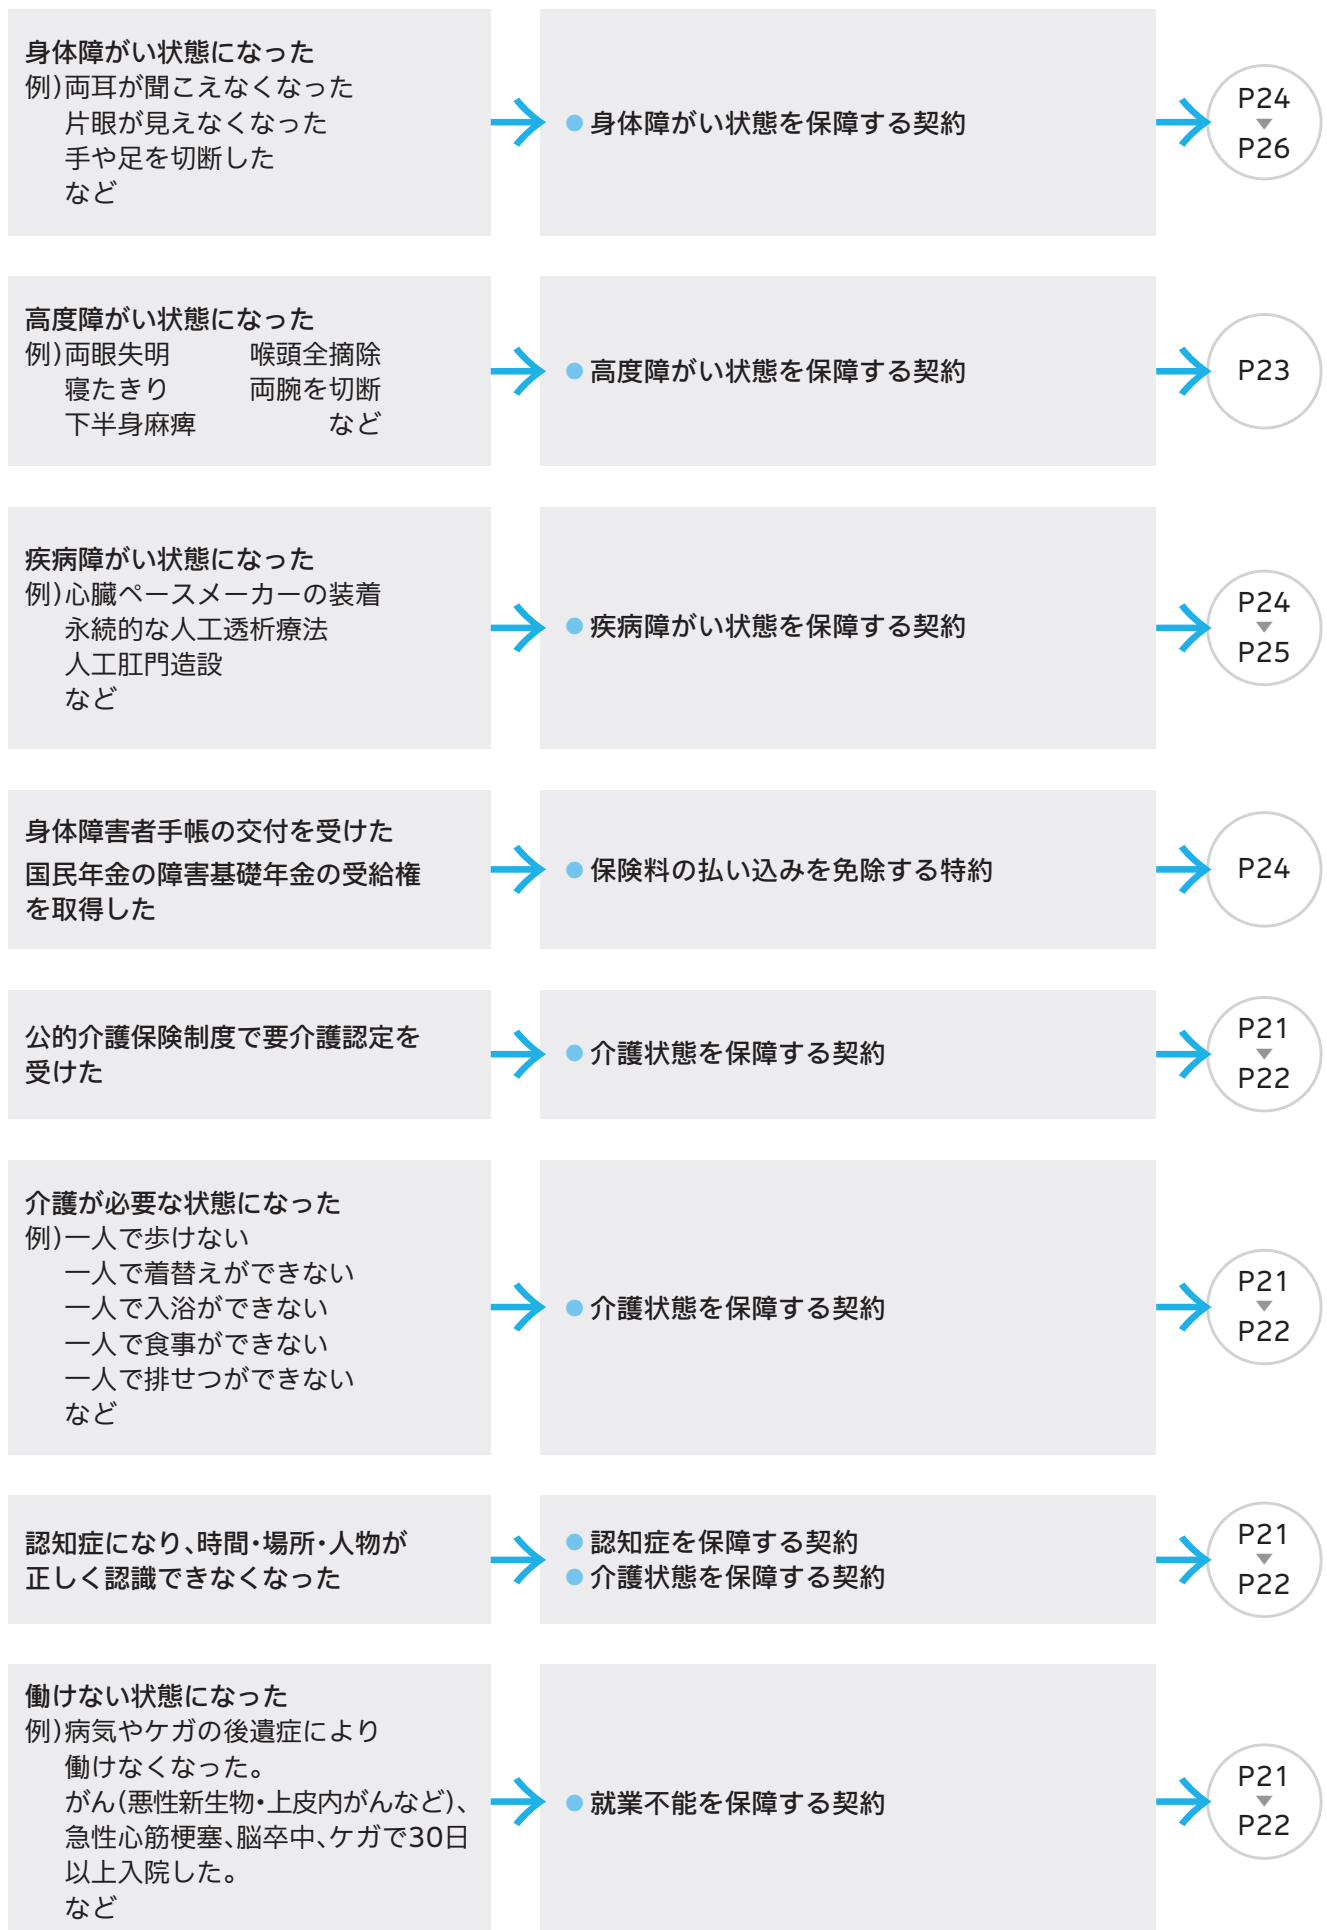 身体障がい状態になった
例)両耳が聞こえなくなった
片眼が見えなくなった
手や足を切断した
など
●身体障がい状態を保障する契約
P24
▼
P26
高度障がい状態になった
例)両眼失明 喉頭全摘除
寝たきり 両腕を切断
下半身麻痺 など
●高度障がい状態を保障する契約
P23
疾病障がい状態になった
例)心臓ペースメーカーの装着
永続的な人工透析療法
人工肛門造設
など
●疾病障がい状態を保障する契約
P24
▼
P25
身体障害者手帳の交付を受けた
国民年金の障害基礎年金の受給権
を取得した
●保険料の払い込みを免除する特約
P24
公的介護保険制度で要介護認定を
受けた
●介護状態を保障する契約
P21
▼
P22
介護が必要な状態になった
例)一人で歩けない
一人で着替えができない
一人で入浴ができない
一人で食事ができない
一人で排せつができない
など
●介護状態を保障する契約
P21
▼
P22
認知症になり、時間・場所・人物が
正しく認識できなくなった
●認知症を保障する契約
●介護状態を保障する契約
P21
▼
P22
働けない状態になった
例)病気やケガの後遺症により
働けなくなった。
がん(悪性新生物・上皮内がんなど)、
急性心筋梗塞、脳卒中、ケガで30日
以上入院した。
など
●就業不能を保障する契約
P21
▼
P22